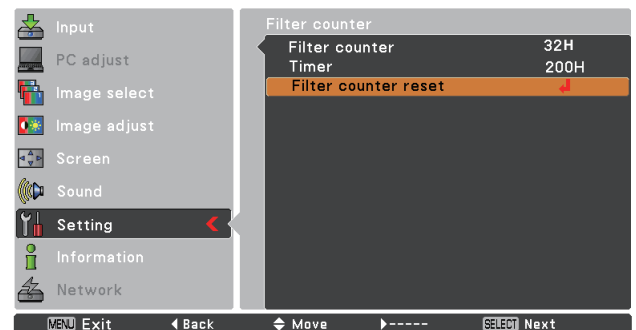 Input
PC adjust
Image select
Image adjust
Screen
Sound
Setting
Information
Network
Filter counter
Filter counter 32H
Timer 200H
Filter counter reset
MENU Exit Back Move ----- SELECT Next